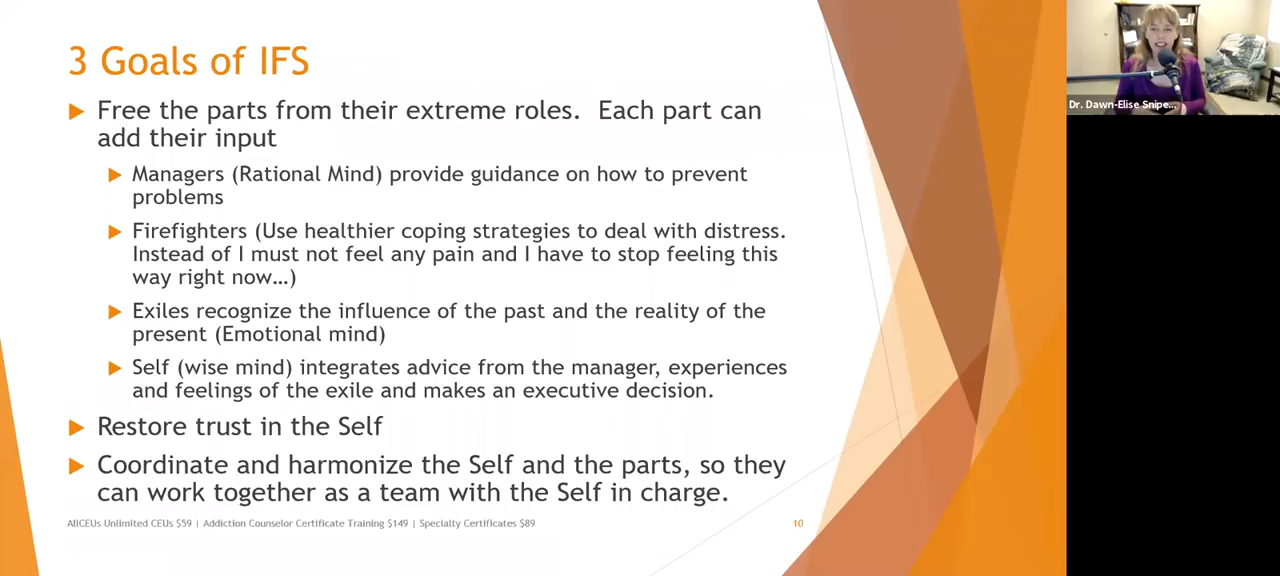 3 Goals of IFS
Free the parts from their extreme roles. Each part can
add their input
Managers (Rational Mind) provide guidance on how to prevent
problems
Firefighters (Use healthier coping strategies to deal with distress.
Instead of I must not feel any pain and I have to stop feeling this
way right now…)
Exiles recognize the influence of the past and the reality of the
present (Emotional mind)
Self (wise mind) integrates advice from the manager, experiences
and feelings of the exile and makes an executive decision.
Restore trust in the Self
Coordinate and harmonize the Self and the parts, so they
can work together as a team with the Self in charge.
AllCEUs Unlimited CEUs $59 | Addiction Counselor Certificate Training $149 | Specialty Certificates $89
10
Dr. Dawn-Elise Snipe...